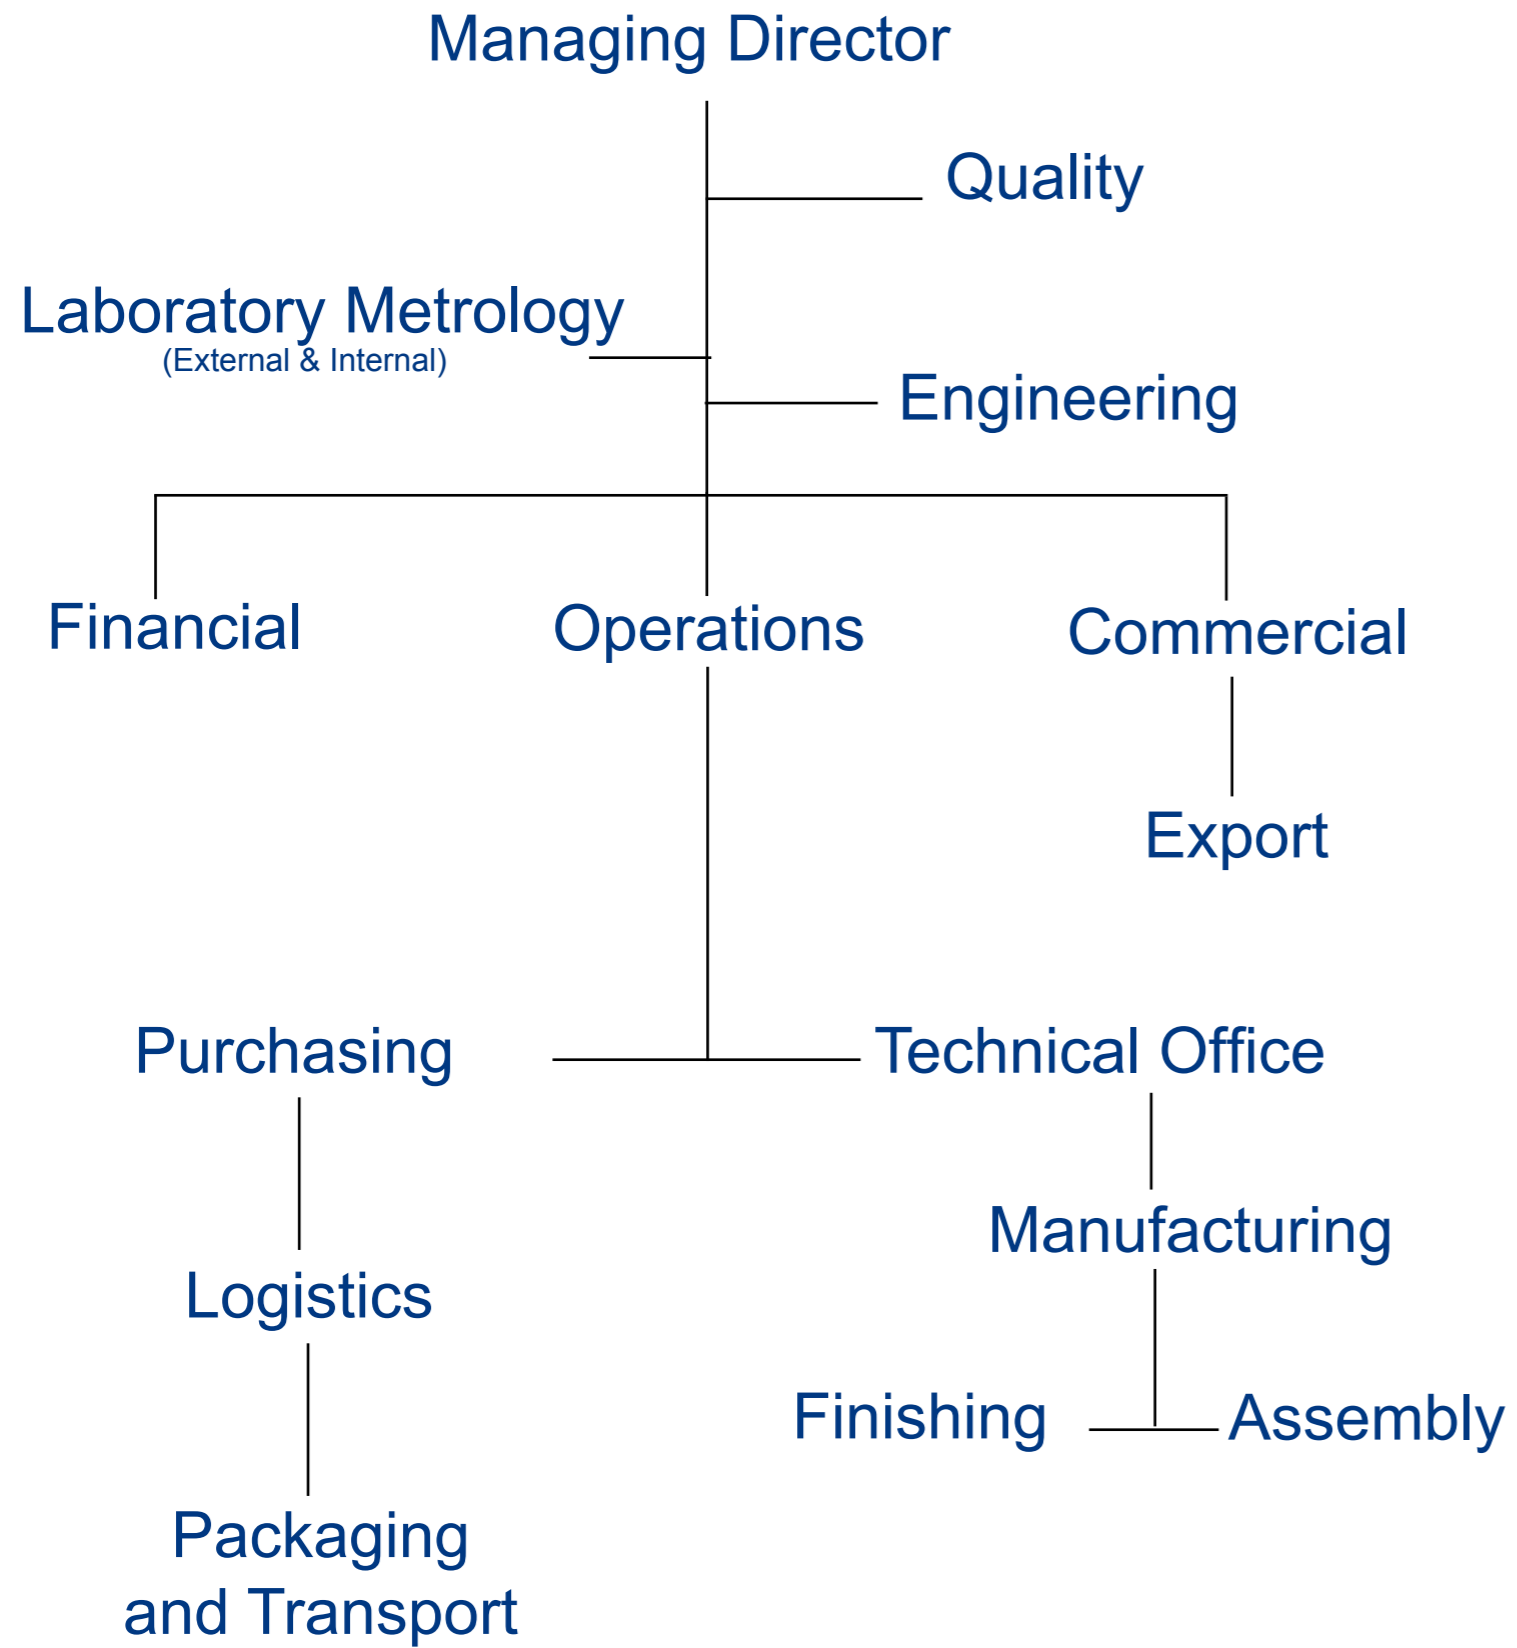 Managing Director
Quality
Laboratory Metrology
(External & Internal)
Engineering
Financial
Operations
Commercial
Export
Purchasing
Technical Office
Manufacturing
Logistics
Finishing
Assembly
Packaging
and Transport